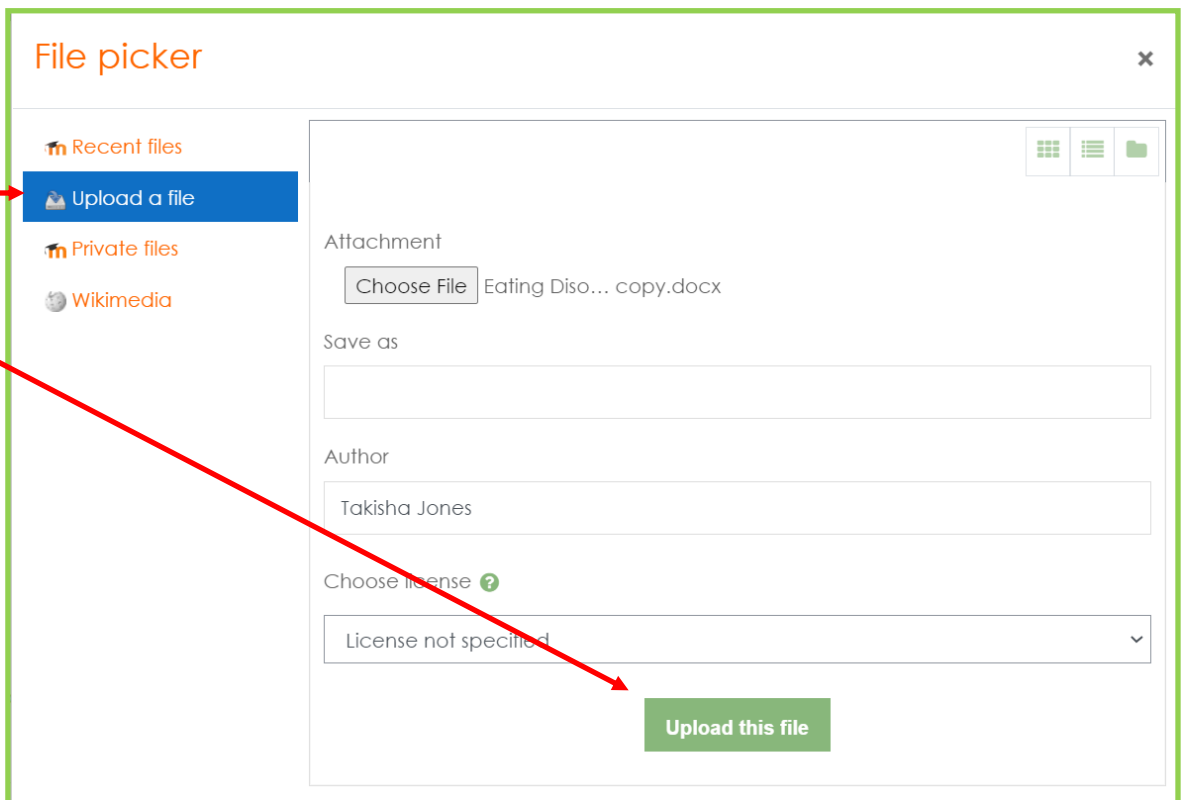 File picker
×
Recent files
Upload a file
Private files
Wikimedia
Attachment
Choose File Eating Diso... copy.docx
Save as
Author
Takisha Jones
Choose license ?
License not specified
Upload this file